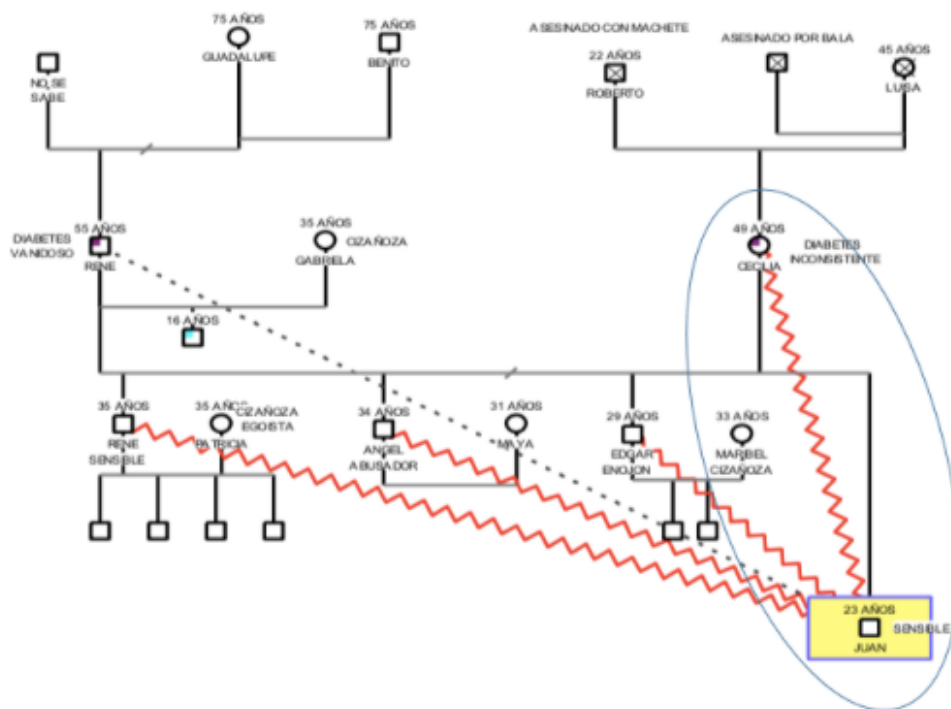 75 AÑOS
GUADALUPE
75 AÑOS
BENITO
NO SE
SABE
ASESINADO CON MACHETE
22 AÑOS
ROBERTO
ASESINADO POR BALA
45 AÑOS
LUISA
55 AÑOS
DIABETES
VANIDOSO
RENE
35 AÑOS
CIZAÑOZA
GABRIELA
49 AÑOS
CECILIA
DIABETES
INCONSISTENTE
16 AÑOS
35 AÑOS
RENE
SENSIBLE
35 AÑOS
CIZAÑOZA
EGOISTA
PATRICIA
34 AÑOS
ANGEL
ABUSADOR
31 AÑOS
MAYA
29 AÑOS
EDGAR
ENOJON
33 AÑOS
MARIBEL
CIZAÑOZA
23 AÑOS
SENSIBLE
JUAN